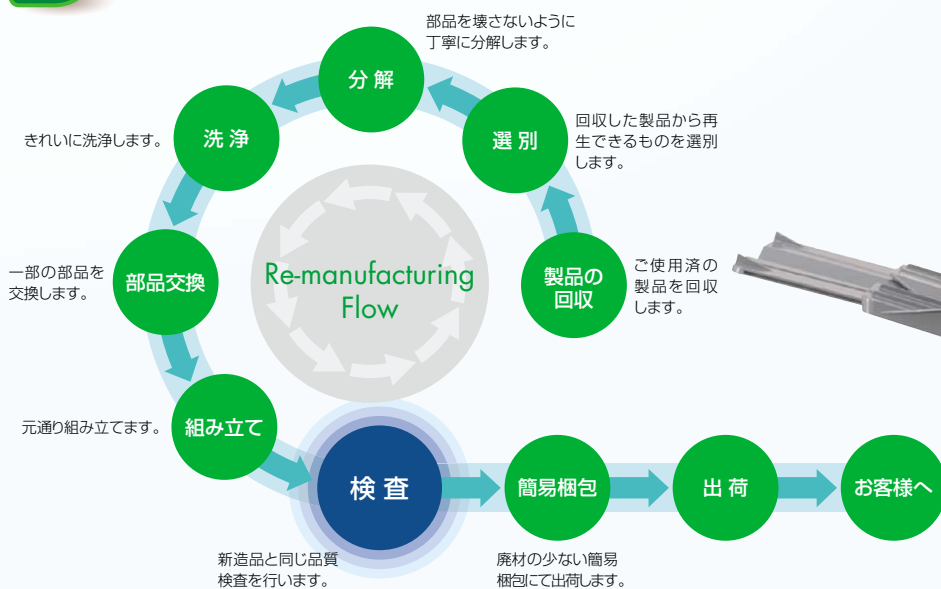 部品を壊さないように
丁寧に分解します。
分解
選別
回収した製品から再
生できるものを選別
します。
洗浄
きれいに洗浄します。
Re-manufacturing
Flow
製品の
回収
ご使用済の
製品を回収
します。
部品交換
一部の部品を
交換します。
組み立て
元通り組み立てます。
検査
新造品と同じ品質
検査を行います。
簡易梱包
廃材の少ない簡易
梱包にて出荷します。
出荷
お客様へ